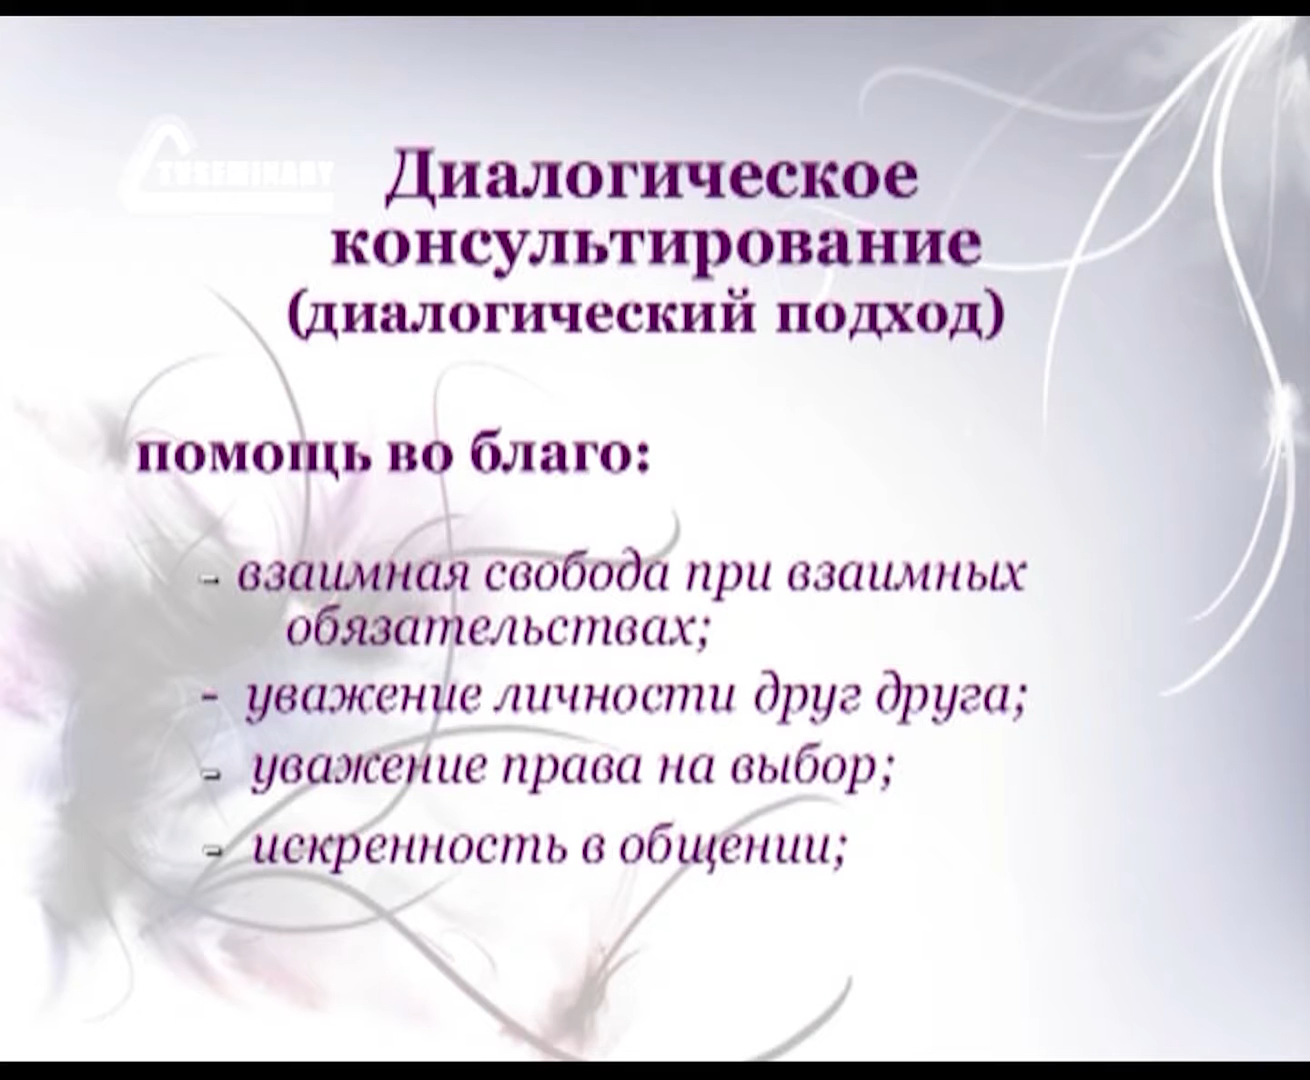 TUSEMINARY
Диалогическое
консультирование
(диалогический подход)
помощь во благо:
- взаимная свобода при взаимных
обязательствах;
- уважение личности друг друга;
- уважение права на выбор;
- искренность в общении;